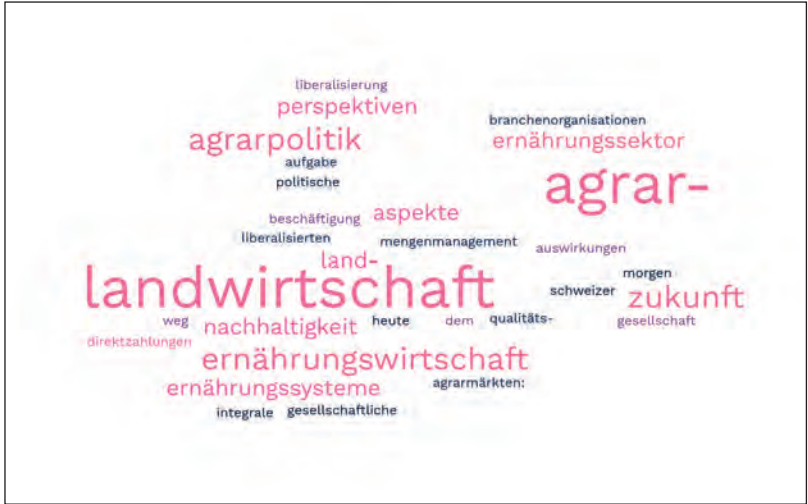 liberalisierung
perspektiven
branchenorganisationen
agrarpolitik
ernährungssektor
aufgabe
agrar-
politische
beschäftigung
aspekte
liberalisierten
mengenmanagement
auswirkungen
land-
landwirtschaft
morgen
schweizer
zukunft
weg
nachhaltigkeit
heute
dem
qualitäts-
gesellschaft
direktzahlungen
ernährungswirtschaft
ernährungssysteme
agrarmärkten:
integrale
gesellschaftliche